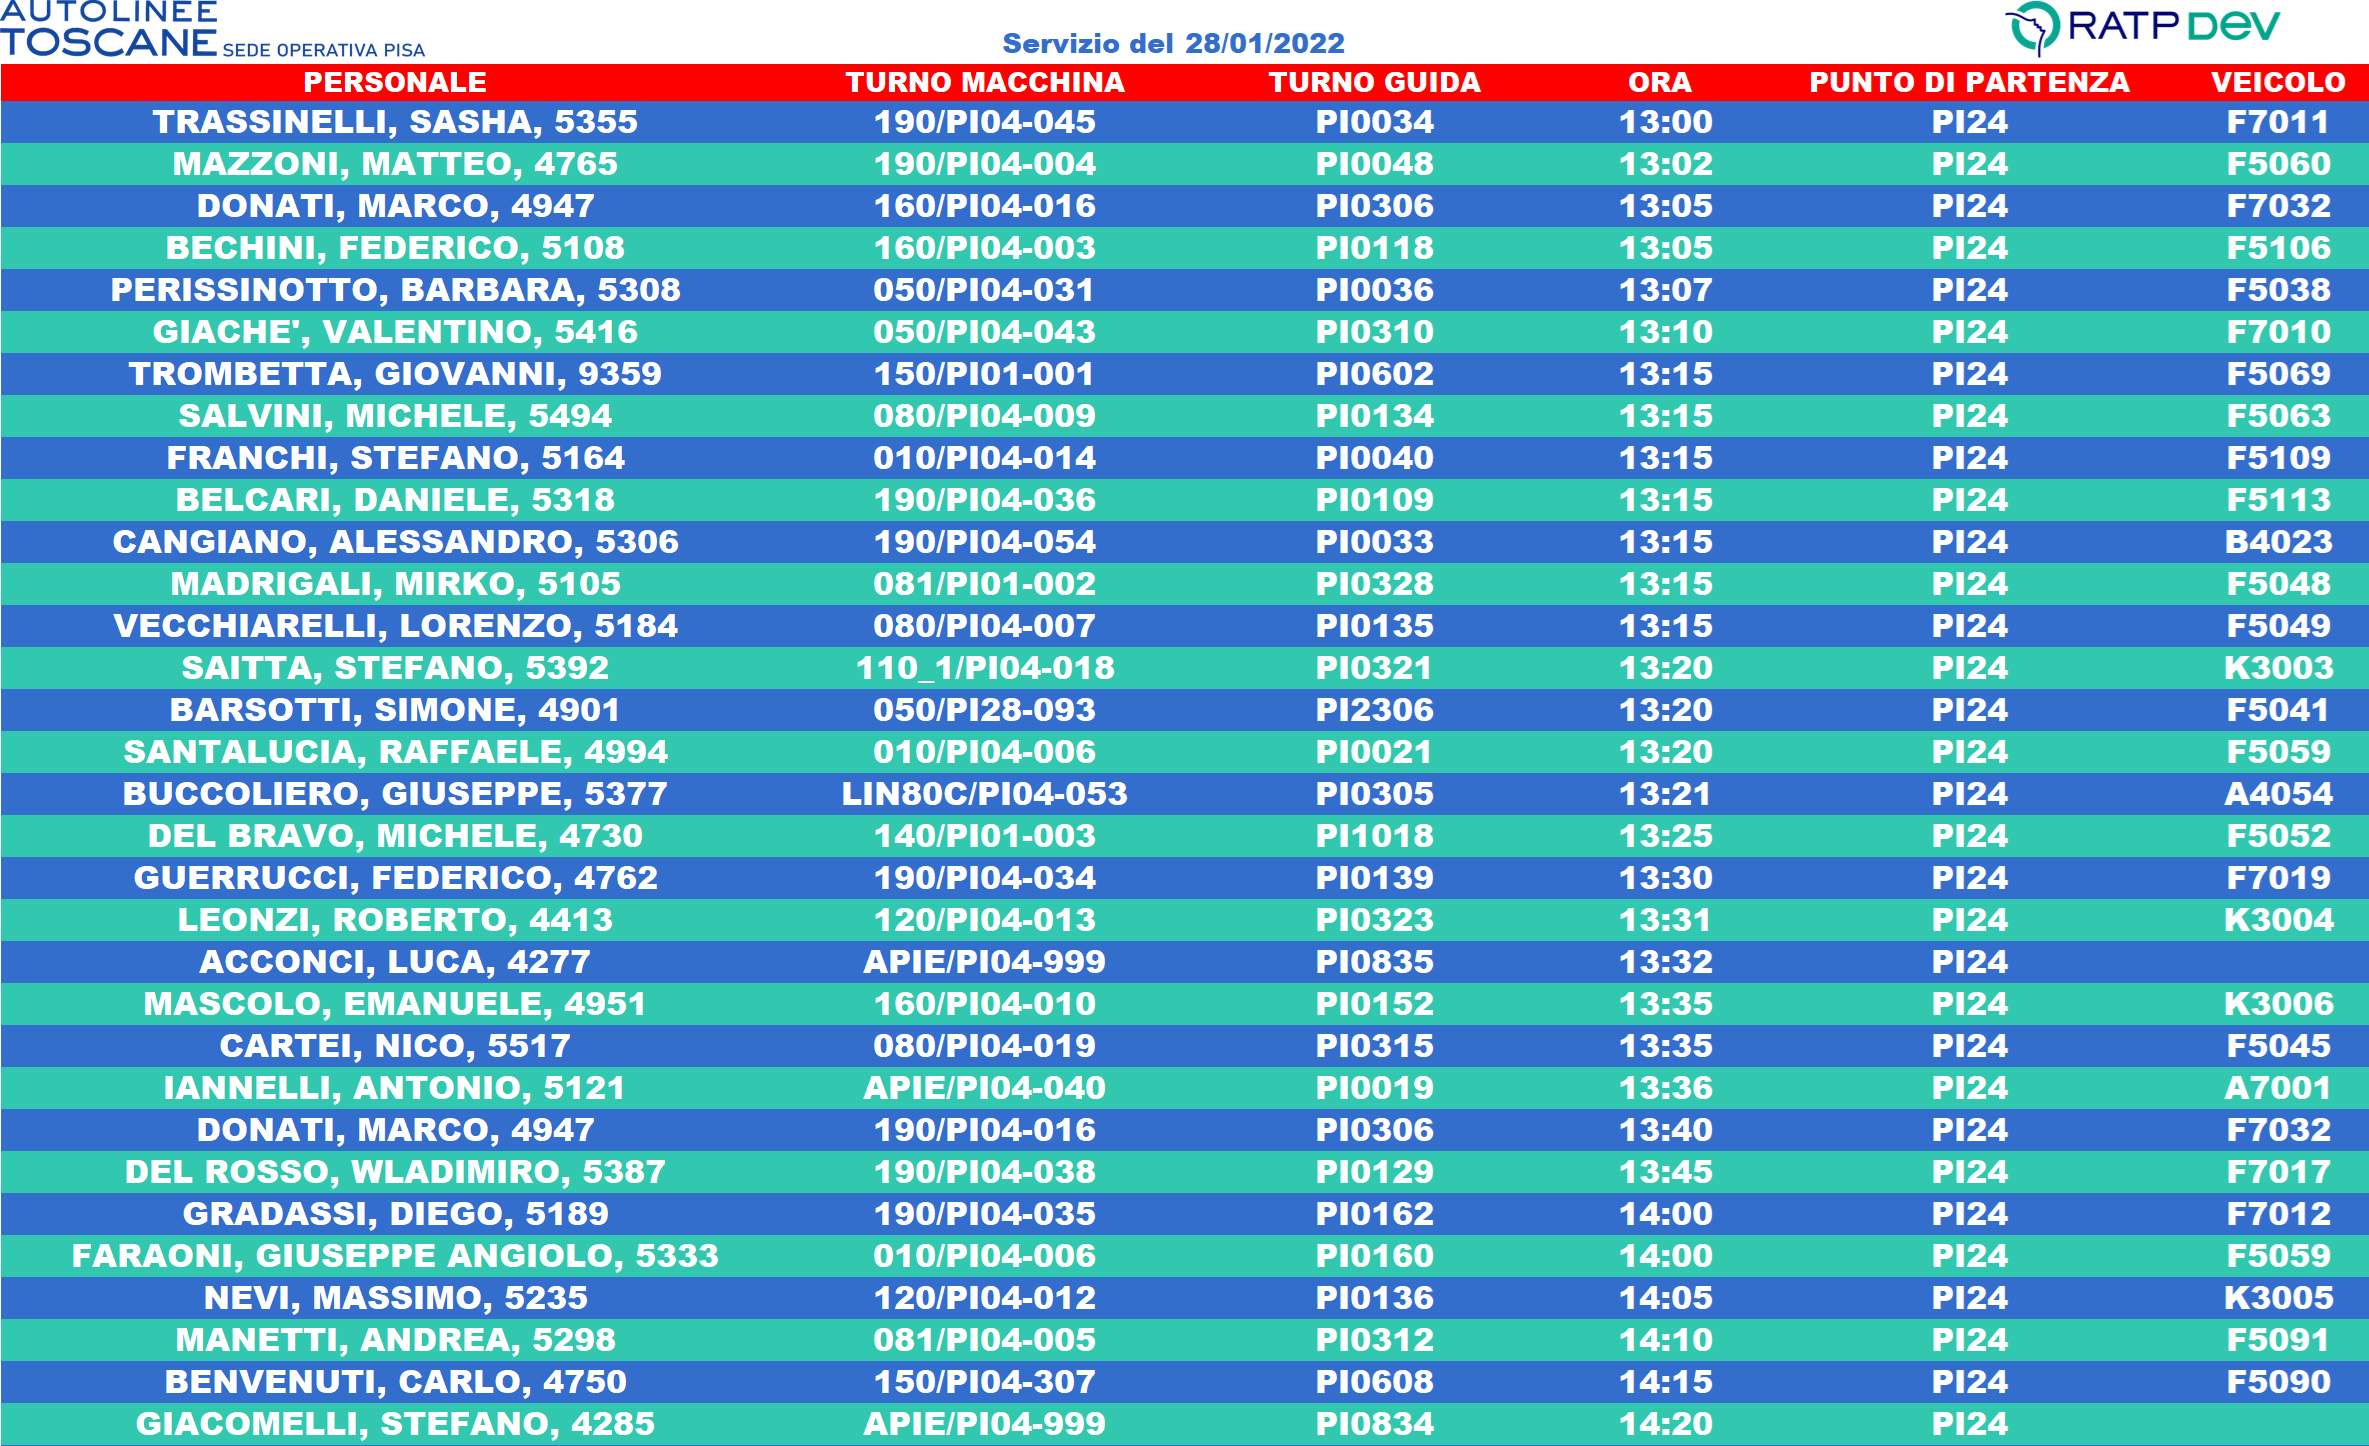 AUTOLINEE
TOSCANE SEDE OPERATIVA PISA
Servizio del 28/01/2022
RATP DEV
PERSONALE TURNO MACCHINA TURNO GUIDA ORA PUNTO DI PARTENZA VEICOLO
TRASSINELLI, SASHA, 5355 190/PI04-045 PI0034 13:00 PI24 F7011
MAZZONI, MATTEO, 4765 190/PI04-004 PI0048 13:02 PI24 F5060
DONATI, MARCO, 4947 160/PI04-016 PI0306 13:05 PI24 F7032
BECHINI, FEDERICO, 5108 160/PI04-003 PI0118 13:05 PI24 F5106
PERISSINOTTO, BARBARA, 5308 050/PI04-031 PI0036 13:07 PI24 F5038
GIACHE', VALENTINO, 5416 050/PI04-043 PI0310 13:10 PI24 F7010
TROMBETTA, GIOVANNI, 9359 150/PI01-001 PI0602 13:15 PI24 F5069
SALVINI, MICHELE, 5494 080/PI04-009 PI0134 13:15 PI24 F5063
FRANCHI, STEFANO, 5164 010/PI04-014 PI0040 13:15 PI24 F5109
BELCARI, DANIELE, 5318 190/PI04-036 PI0109 13:15 PI24 F5113
CANGIANO, ALESSANDRO, 5306 190/PI04-054 PI0033 13:15 PI24 B4023
MADRIGALI, MIRKO, 5105 081/PI01-002 PI0328 13:15 PI24 F5048
VECCHIARELLI, LORENZO, 5184 080/PI04-007 PI0135 13:15 PI24 F5049
SAITTA, STEFANO, 5392 110_1/PI04-018 PI0321 13:20 PI24 K3003
BARSOTTI, SIMONE, 4901 050/PI28-093 PI2306 13:20 PI24 F5041
SANTALUCIA, RAFFAELE, 4994 010/PI04-006 PI0021 13:20 PI24 F5059
BUCCOLIERO, GIUSEPPE, 5377 LIN80C/PI04-053 PI0305 13:21 PI24 A4054
DEL BRAVO, MICHELE, 4730 140/PI01-003 PI1018 13:25 PI24 F5052
GUERRUCCI, FEDERICO, 4762 190/PI04-034 PI0139 13:30 PI24 F7019
LEONZI, ROBERTO, 4413 120/PI04-013 PI0323 13:31 PI24 K3004
ACCONCI, LUCA, 4277 APIE/PI04-999 PI0835 13:32 PI24
MASCOLO, EMANUELE, 4951 160/PI04-010 PI0152 13:35 PI24 K3006
CARTEI, NICO, 5517 080/PI04-019 PI0315 13:35 PI24 F5045
IANNELLI, ANTONIO, 5121 APIE/PI04-040 PI0019 13:36 PI24 A7001
DONATI, MARCO, 4947 190/PI04-016 PI0306 13:40 PI24 F7032
DEL ROSSO, WLADIMIRO, 5387 190/PI04-038 PI0129 13:45 PI24 F7017
GRADASSI, DIEGO, 5189 190/PI04-035 PI0162 14:00 PI24 F7012
FARAONI, GIUSEPPE ANGIOLO, 5333 010/PI04-006 PI0160 14:00 PI24 F5059
NEVI, MASSIMO, 5235 120/PI04-012 PI0136 14:05 PI24 K3005
MANETTI, ANDREA, 5298 081/PI04-005 PI0312 14:10 PI24 F5091
BENVENUTI, CARLO, 4750 150/PI04-307 PI0608 14:15 PI24 F5090
GIACOMELLI, STEFANO, 4285 APIE/PI04-999 PI0834 14:20 PI24